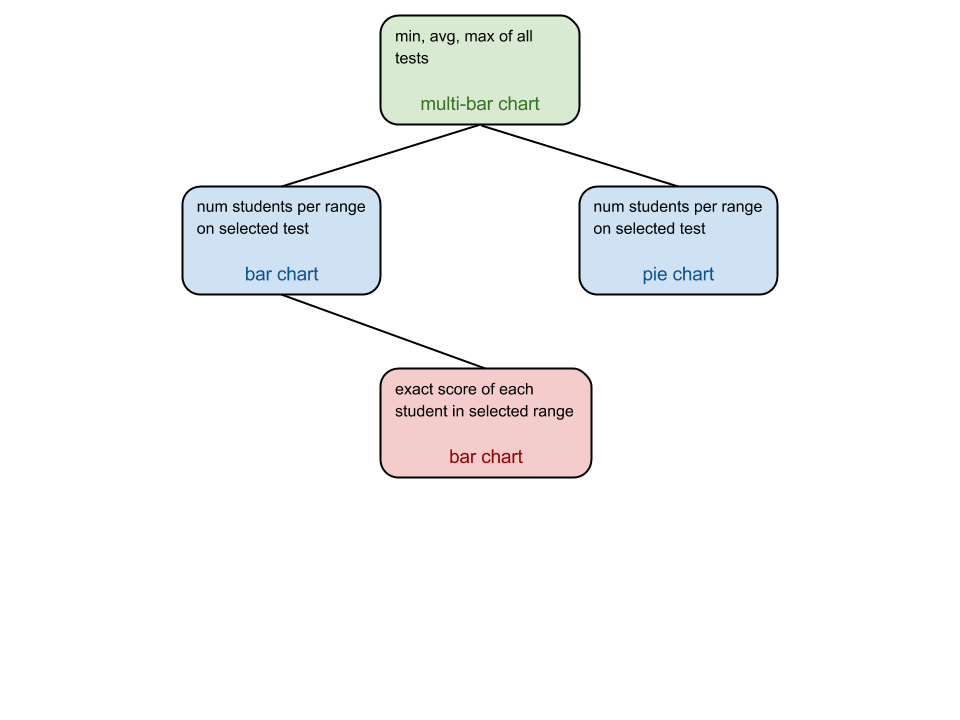 min, avg, max of all
tests
multi-bar chart
num students per range
on selected test
bar chart
num students per range
on selected test
pie chart
exact score of each
student in selected range
bar chart